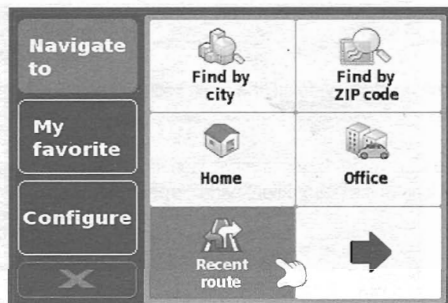 Navigate
to
My
favorite
Configure
Find by
city
Find by
ZIP code
Home
Office
Recent
route